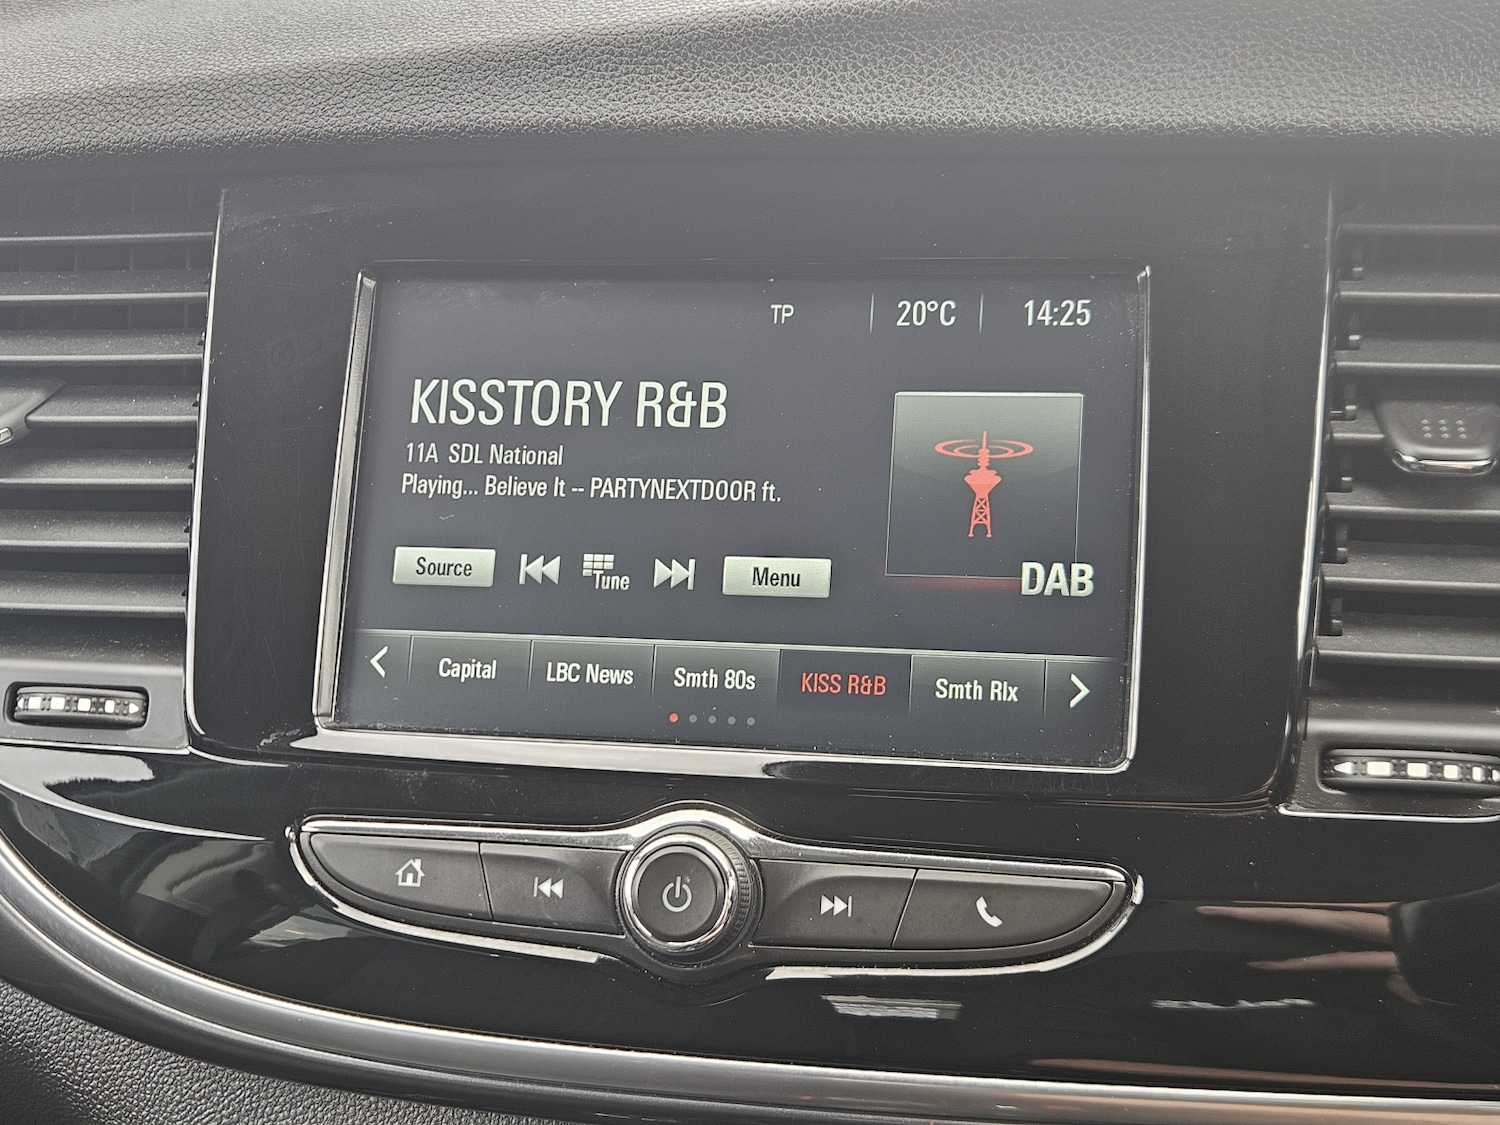 TP 20°C 14:25
KISSTORY R&B
11A SDL National
Playing... Believe It -- PARTYNEXTDOOR ft.
Source Tune Menu
DAB
Capital LBC News Smth 80s KISS R&B Smth Rlx